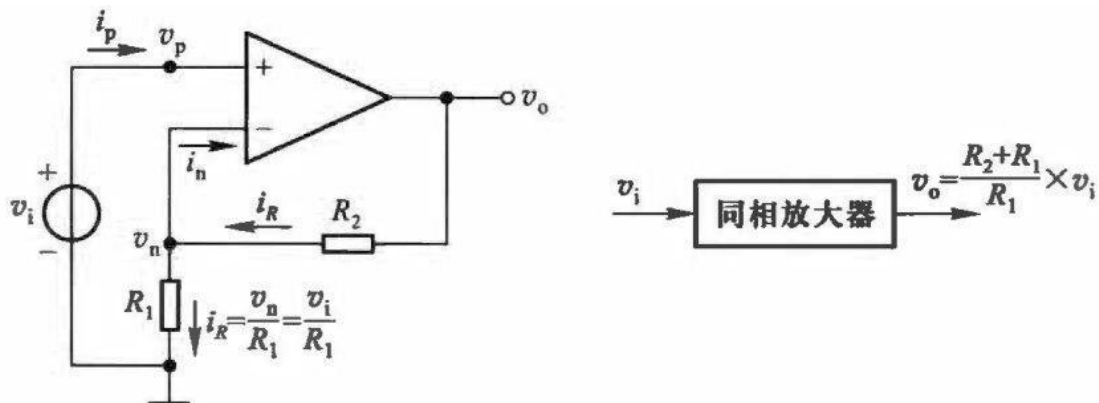 i_p
v_p
+
−
v_o
i_n
+
v_i
−
i_R
R_2
v_n
R_1
i_R=v_n/R_1=v_i/R_1
v_i
同相放大器
v_o=(R_2+R_1)/R_1×v_i